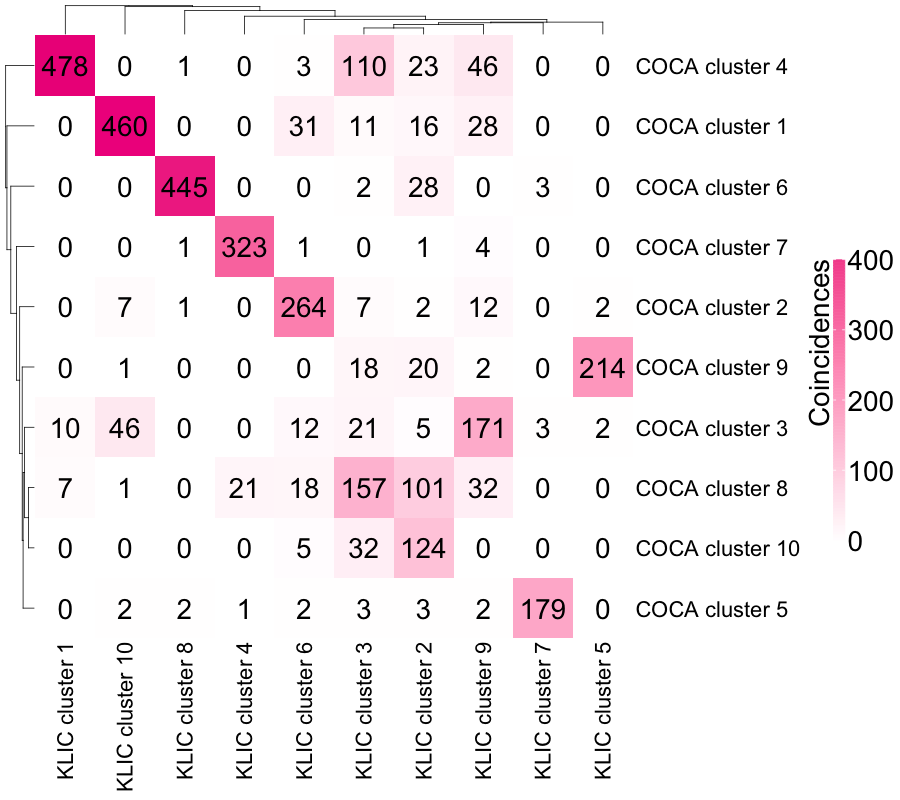 478 0 1 0 3 110 23 46 0 0 COCA cluster 4
0 460 0 0 31 11 16 28 0 0 COCA cluster 1
0 0 445 0 0 2 28 0 3 0 COCA cluster 6
0 0 1 323 1 0 1 4 0 0 COCA cluster 7
0 7 1 0 264 7 2 12 0 2 COCA cluster 2
0 1 0 0 0 18 20 2 0 214 COCA cluster 9
10 46 0 0 12 21 5 171 3 2 COCA cluster 3
7 1 0 21 18 157 101 32 0 0 COCA cluster 8
0 0 0 0 5 32 124 0 0 0 COCA cluster 10
0 2 2 1 2 3 3 2 179 0 COCA cluster 5
KLIC cluster 1
KLIC cluster 10
KLIC cluster 8
KLIC cluster 4
KLIC cluster 6
KLIC cluster 3
KLIC cluster 2
KLIC cluster 9
KLIC cluster 7
KLIC cluster 5
Coincidences
400
300
200
100
0